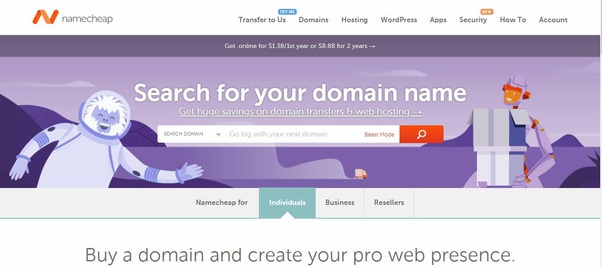 namecheap
TRY ME
NEW
Transfer to Us Domains Hosting WordPress Apps Security How To Account
Get .online for $1.38/1st year or $8.88 for 2 years →
Search for your domain name
Get huge savings on domain transfers & web hosting→
SEARCH DOMAIN Go big with your next domain Beast Mode
Namecheap for Individuals Business Resellers
Buy a domain and create your pro web presence.